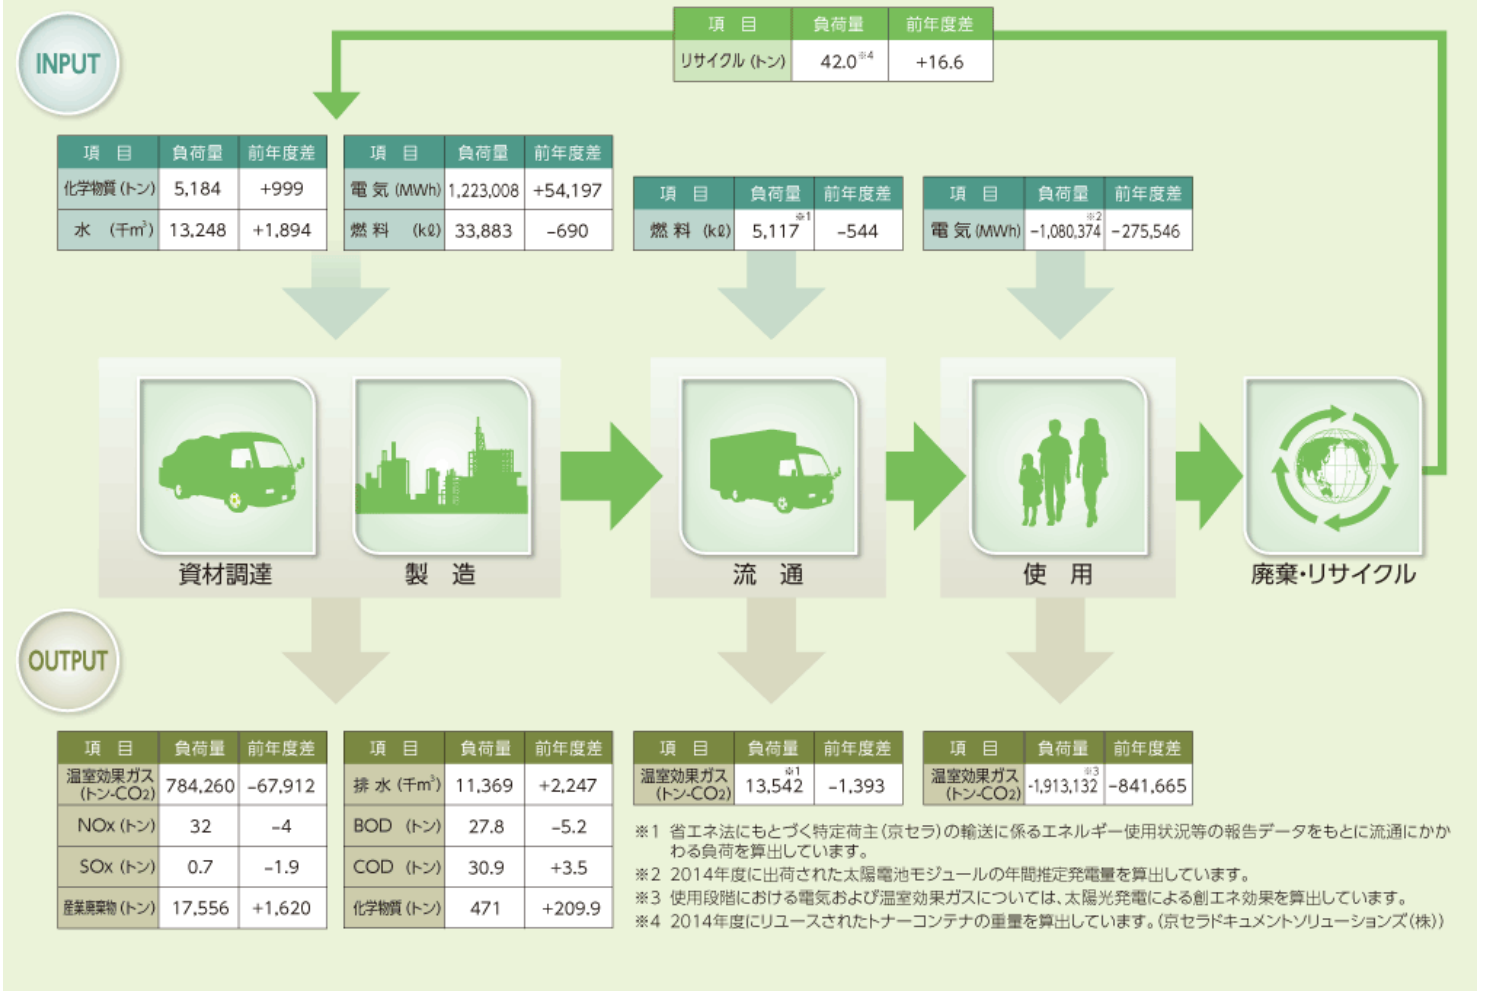 INPUT
項 目 負荷量 前年度差
リサイクル(トン) 42.0※4 +16.6
項 目 負荷量 前年度差
化学物質(トン) 5,184 +999
水 (千m³) 13,248 +1,894
項 目 負荷量 前年度差
電 気(MWh) 1,223,008 +54,197
燃 料 (kℓ) 33,883 −690
項 目 負荷量 前年度差
燃 料 (kℓ) 5,117※1 −544
項 目 負荷量 前年度差
電 気(MWh) −1,080,374※2 −275,546
資材調達
製 造
流 通
使 用
廃棄・リサイクル
OUTPUT
項 目 負荷量 前年度差
温室効果ガス
(トン-CO2) 784,260 −67,912
NOx(トン) 32 −4
SOx(トン) 0.7 −1.9
産業廃棄物(トン) 17,556 +1,620
項 目 負荷量 前年度差
排 水(千m³) 11,369 +2,247
BOD (トン) 27.8 −5.2
COD (トン) 30.9 +3.5
化学物質(トン) 471 +209.9
項 目 負荷量 前年度差
温室効果ガス
(トン-CO2) 13,542※1 −1,393
項 目 負荷量 前年度差
温室効果ガス
(トン-CO2) -1,913,132※3 −841,665
※1 省エネ法にもとづく特定荷主(京セラ)の輸送に係るエネルギー使用状況等の報告データをもとに流通にかか
わる負荷を算出しています。
※2 2014年度に出荷された太陽電池モジュールの年間推定発電量を算出しています。
※3 使用段階における電気および温室効果ガスについては、太陽光発電による創エネ効果を算出しています。
※4 2014年度にリユースされたトナーコンテナの重量を算出しています。(京セラドキュメントソリューションズ(株))